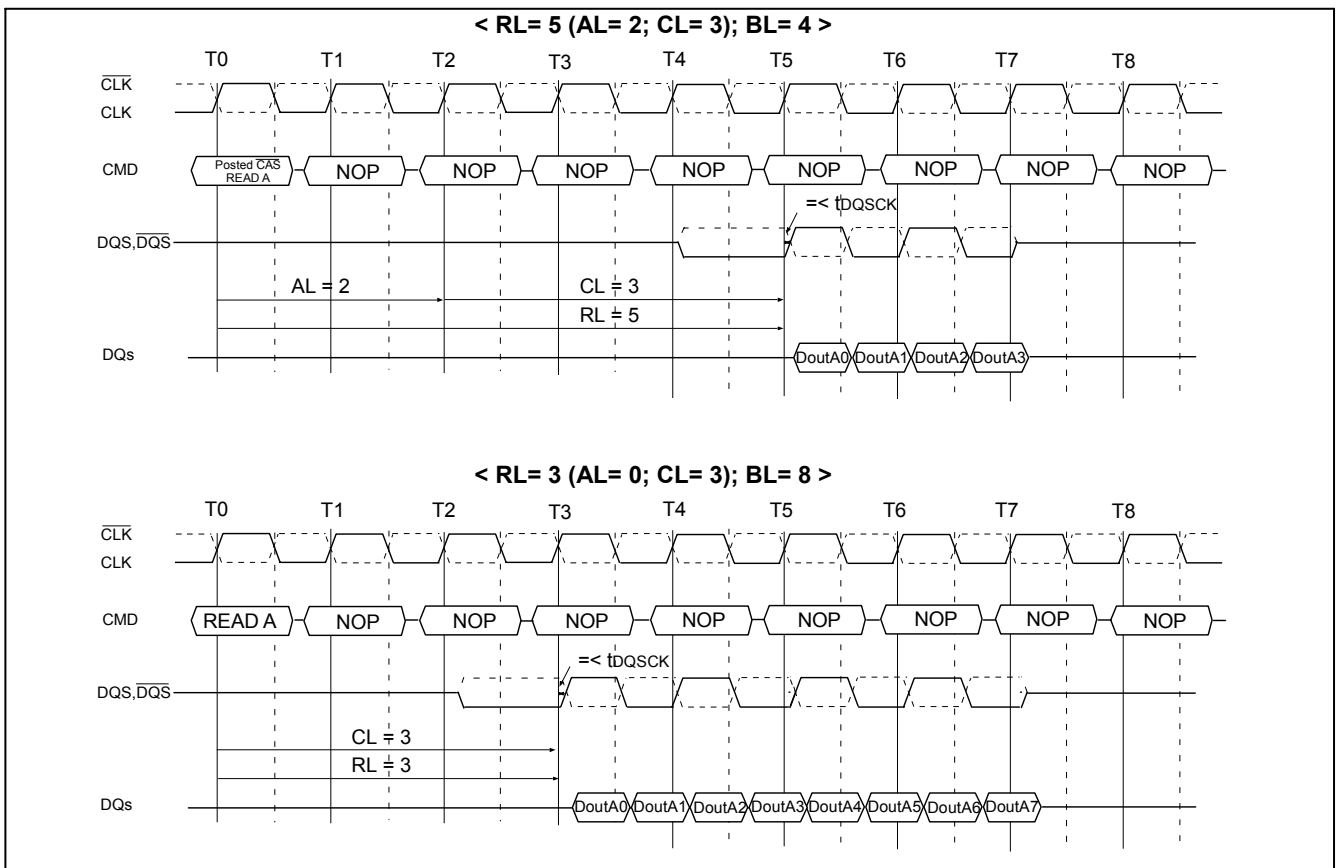 < RL= 5 (AL= 2; CL= 3); BL= 4 >
T0 T1 T2 T3 T4 T5 T6 T7 T8
CLK
CLK
CMD Posted CAS READ A NOP NOP NOP NOP NOP NOP NOP NOP
=< tDQSCK
DQS,DQS
AL = 2 CL = 3
RL = 5
DQs DoutA0 DoutA1 DoutA2 DoutA3
< RL= 3 (AL= 0; CL= 3); BL= 8 >
T0 T1 T2 T3 T4 T5 T6 T7 T8
CLK
CLK
CMD READ A NOP NOP NOP NOP NOP NOP NOP NOP
=< tDQSCK
DQS,DQS
CL = 3
RL = 3
DQs DoutA0 DoutA1 DoutA2 DoutA3 DoutA4 DoutA5 DoutA6 DoutA7